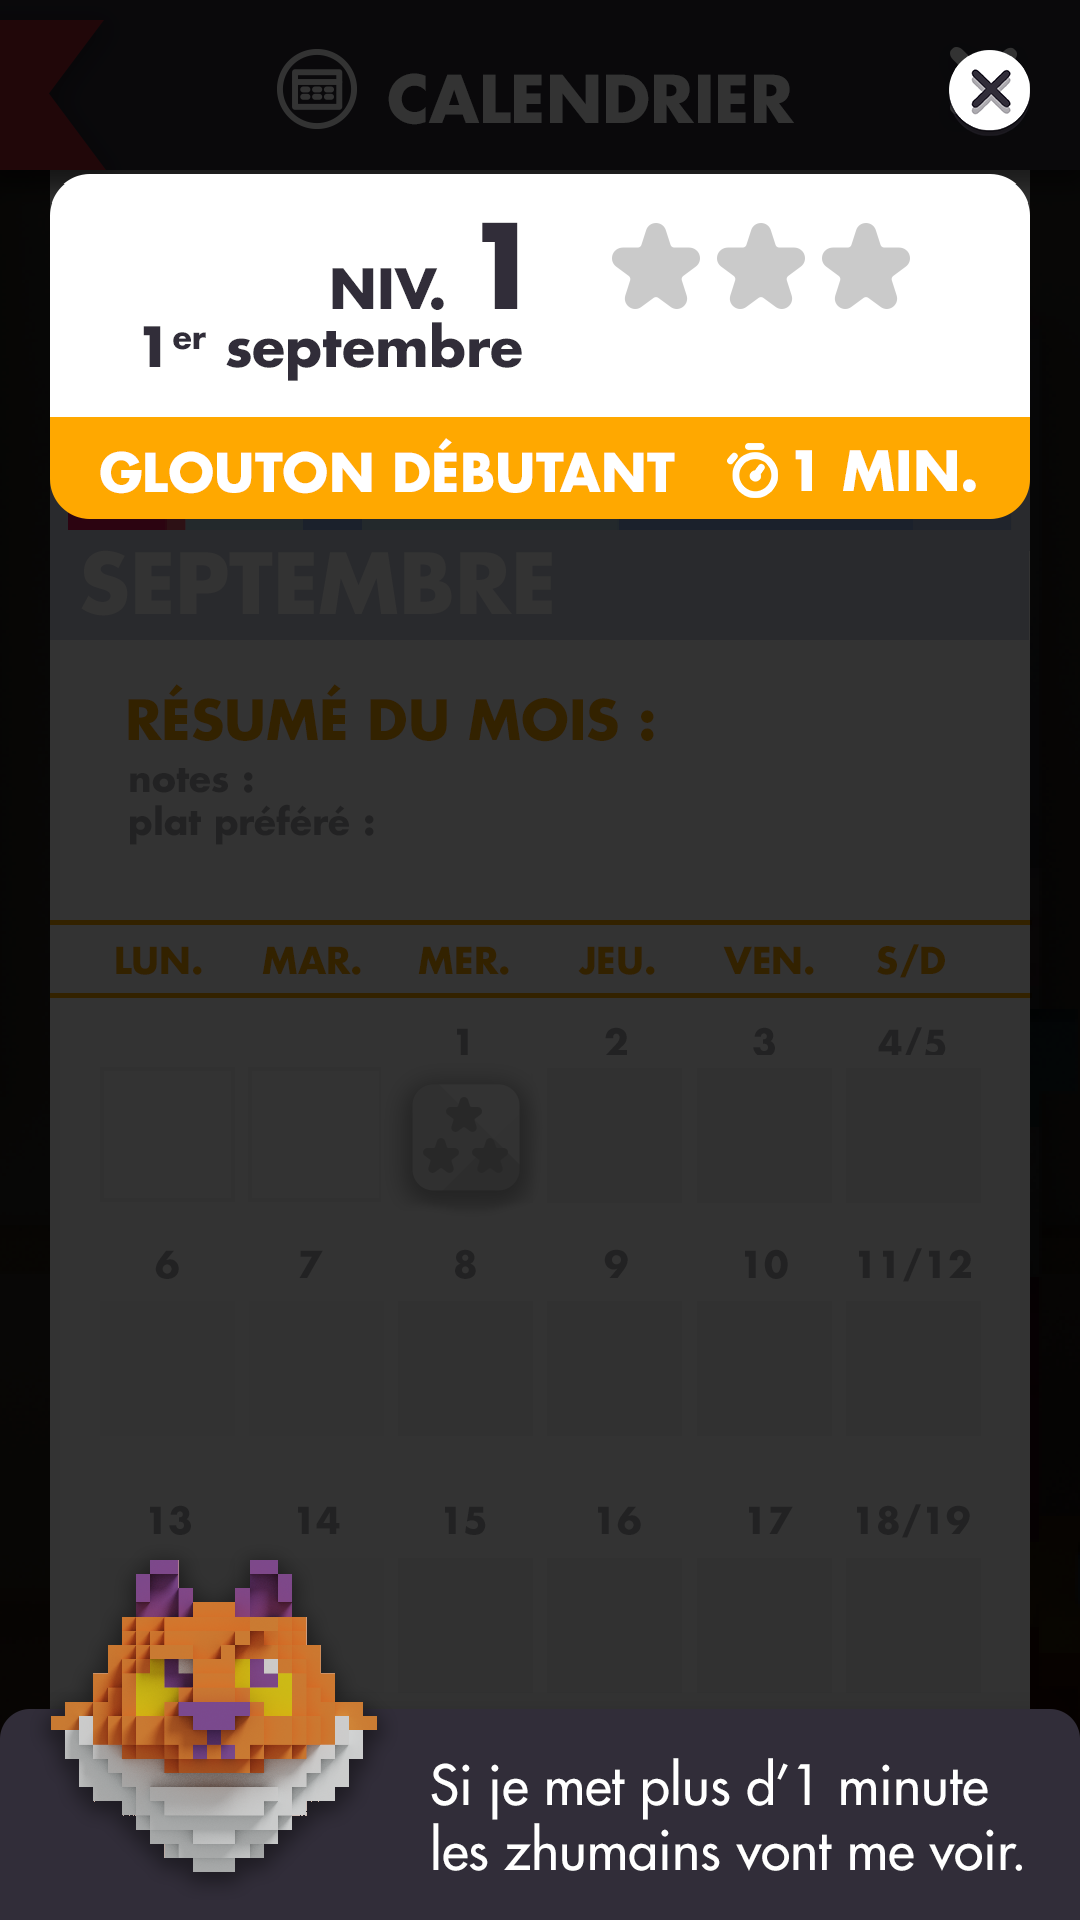 CALENDRIER
NIV. 1
1er septembre
GLOUTON DÉBUTANT 1 MIN.
SEPTEMBRE
RÉSUMÉ DU MOIS :
notes :
plat préféré :
LUN. MAR. MER. JEU. VEN. S/D
1 2 3 4/5
6 7 8 9 10 11/12
13 14 15 16 17 18/19
Si je met plus d’1 minute
les zhumains vont me voir.